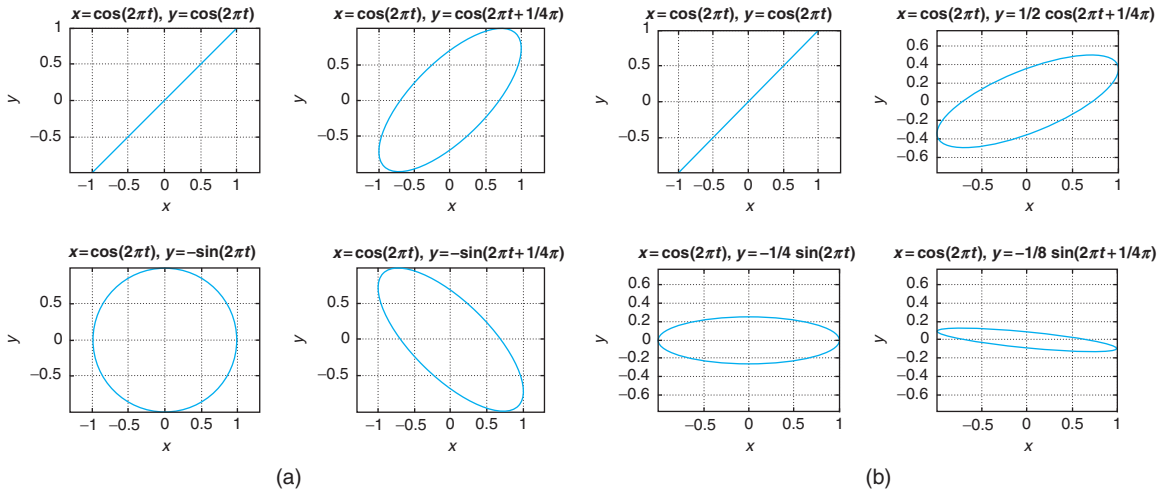 x=cos(2πt), y=cos(2πt)
1
0.5
0
−0.5
−1 −0.5 0 0.5 1
x
y
x=cos(2πt), y=cos(2πt+1/4π)
0.5
0
−0.5
−1 −0.5 0 0.5 1
x
y
x=cos(2πt), y=−sin(2πt)
0.5
0
−0.5
−1 −0.5 0 0.5 1
x
y
x=cos(2πt), y=−sin(2πt+1/4π)
0.5
0
−0.5
−1 −0.5 0 0.5 1
x
y
(a)
x=cos(2πt), y=cos(2πt)
1
0.5
0
−0.5
−1 −0.5 0 0.5 1
x
y
x=cos(2πt), y=1/2 cos(2πt+1/4π)
0.6
0.4
0.2
0
−0.2
−0.4
−0.6
−0.5 0 0.5 1
x
y
x=cos(2πt), y=−1/4 sin(2πt)
0.6
0.4
0.2
0
−0.2
−0.4
−0.6
−0.5 0 0.5 1
x
y
x=cos(2πt), y=−1/8 sin(2πt+1/4π)
0.6
0.4
0.2
0
−0.2
−0.4
−0.6
−0.5 0 0.5 1
x
y
(b)